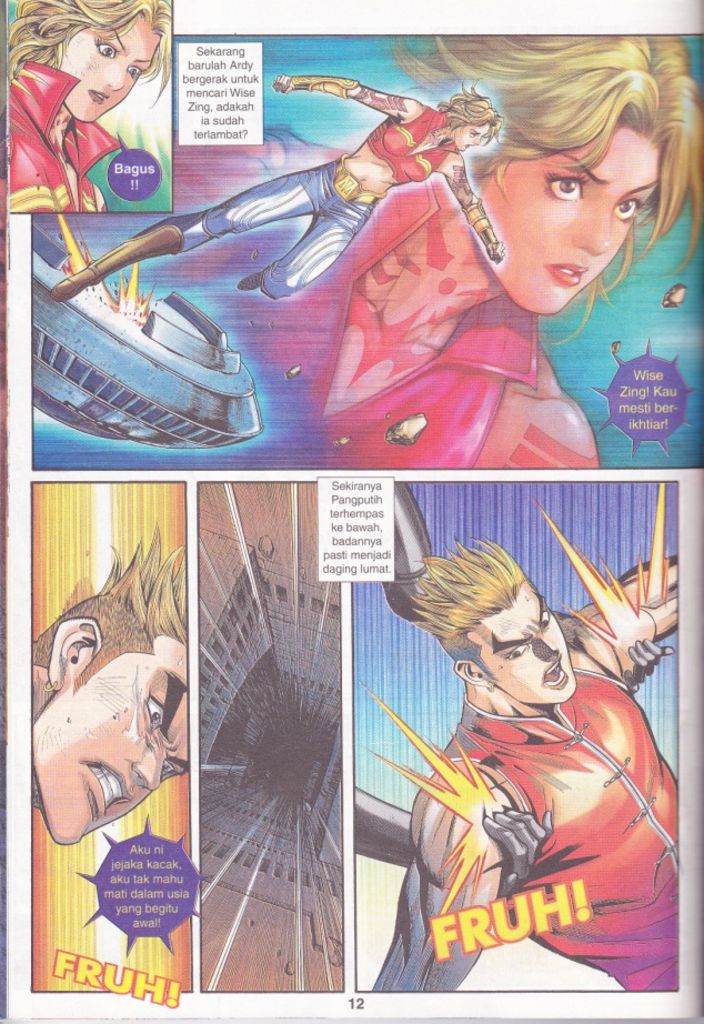 Bagus
!!
Sekarang
barulah Ardy
bergerak untuk
mencari Wise
Zing, adakah
ia sudah
terlambat?
Wise
Zing! Kau
mesti ber-
ikhtiar!
Sekiranya
Pangputih
terhempas
ke bawah,
badannya
pasti menjadi
daging lumat.
Aku ni
jejaka kacak,
aku tak mahu
mati dalam usia
yang begitu
awal!
FRUH!
FRUH!
12